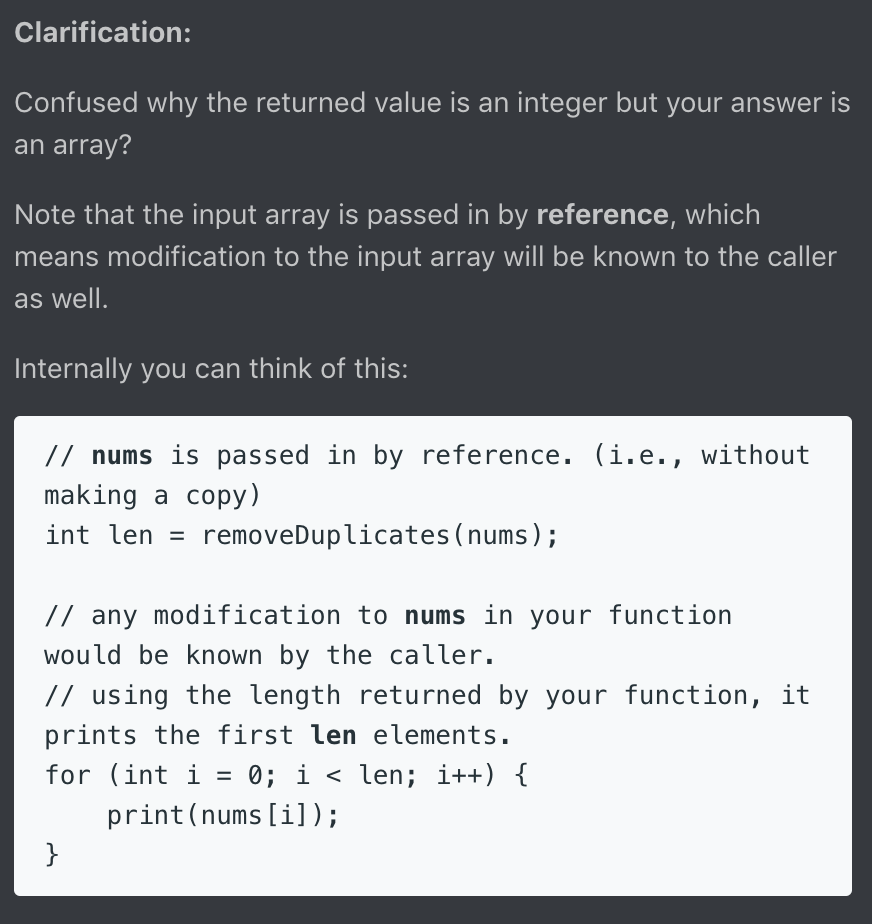 Clarification:
Confused why the returned value is an integer but your answer is
an array?
Note that the input array is passed in by reference, which
means modification to the input array will be known to the caller
as well.
Internally you can think of this:
// nums is passed in by reference. (i.e., without
making a copy)
int len = removeDuplicates(nums);
// any modification to nums in your function
would be known by the caller.
// using the length returned by your function, it
prints the first len elements.
for (int i = 0; i < len; i++) {
    print(nums[i]);
}